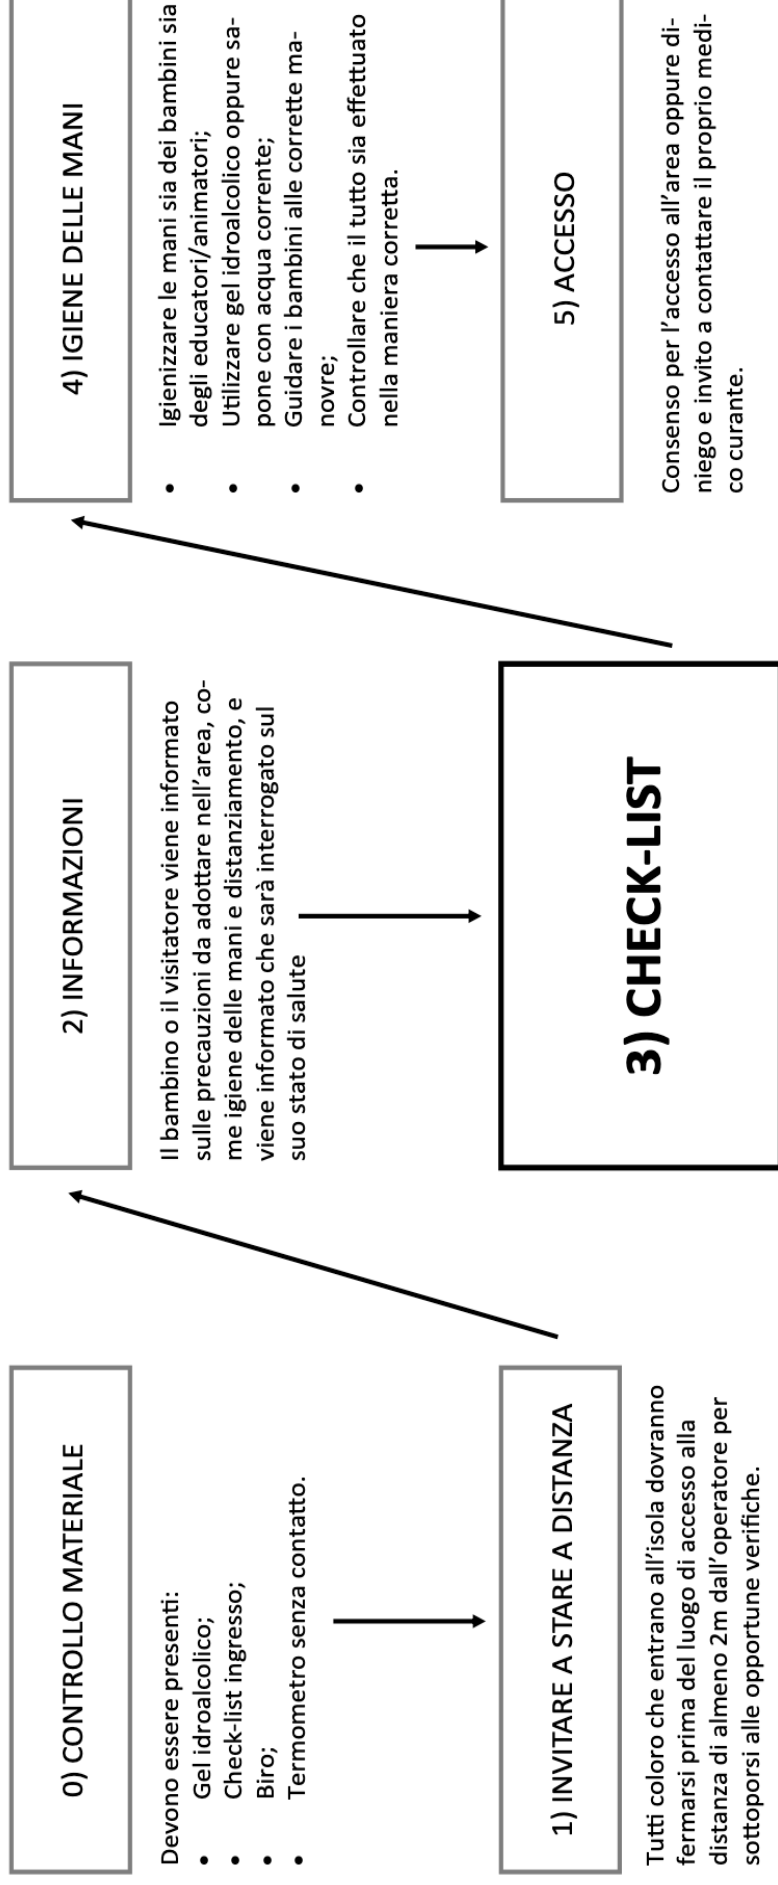 0) CONTROLLO MATERIALE
Devono essere presenti:
• Gel idroalcolico;
• Check-list ingresso;
• Biro;
• Termometro senza contatto.
1) INVITARE A STARE A DISTANZA
Tutti coloro che entrano all'isola dovranno
fermarsi prima del luogo di accesso alla
distanza di almeno 2m dall'operatore per
sottoporsi alle opportune verifiche.
2) INFORMAZIONI
Il bambino o il visitatore viene informato
sulle precauzioni da adottare nell'area, co-
me igiene delle mani e distanziamento, e
viene informato che sarà interrogato sul
suo stato di salute
3) CHECK-LIST
4) IGIENE DELLE MANI
• Igienizzare le mani sia dei bambini sia
degli educatori/animatori;
• Utilizzare gel idroalcolico oppure sa-
pone con acqua corrente;
• Guidare i bambini alle corrette ma-
novre;
• Controllare che il tutto sia effettuato
nella maniera corretta.
5) ACCESSO
Consenso per l'accesso all'area oppure di-
niego e invito a contattare il proprio medi-
co curante.